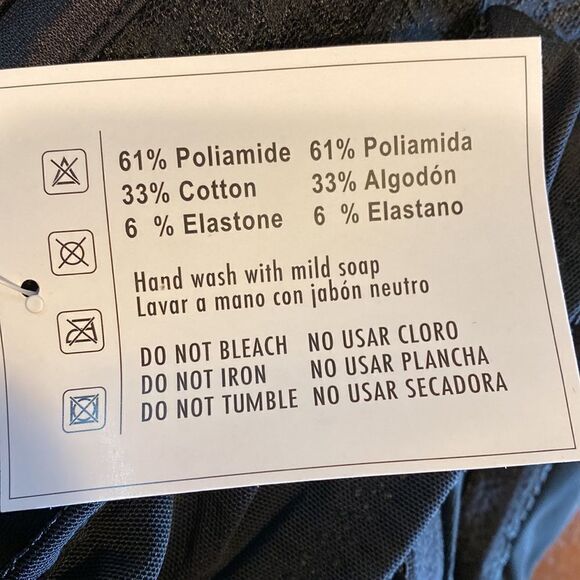 61% Poliamide 61% Poliamida
33% Cotton 33% Algodón
6 % Elastone 6 % Elastano
Hand wash with mild soap
Lavar a mano con jabón neutro
DO NOT BLEACH NO USAR CLORO
DO NOT IRON NO USAR PLANCHA
DO NOT TUMBLE NO USAR SECADORA